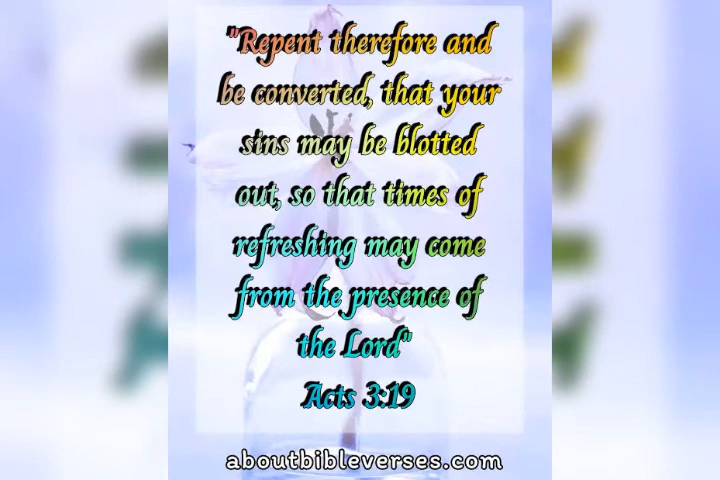 "Repent therefore and
be converted, that your
sins may be blotted
out, so that times of
refreshing may come
from the presence of
the Lord"
Acts 3:19
aboutbibleverses.com